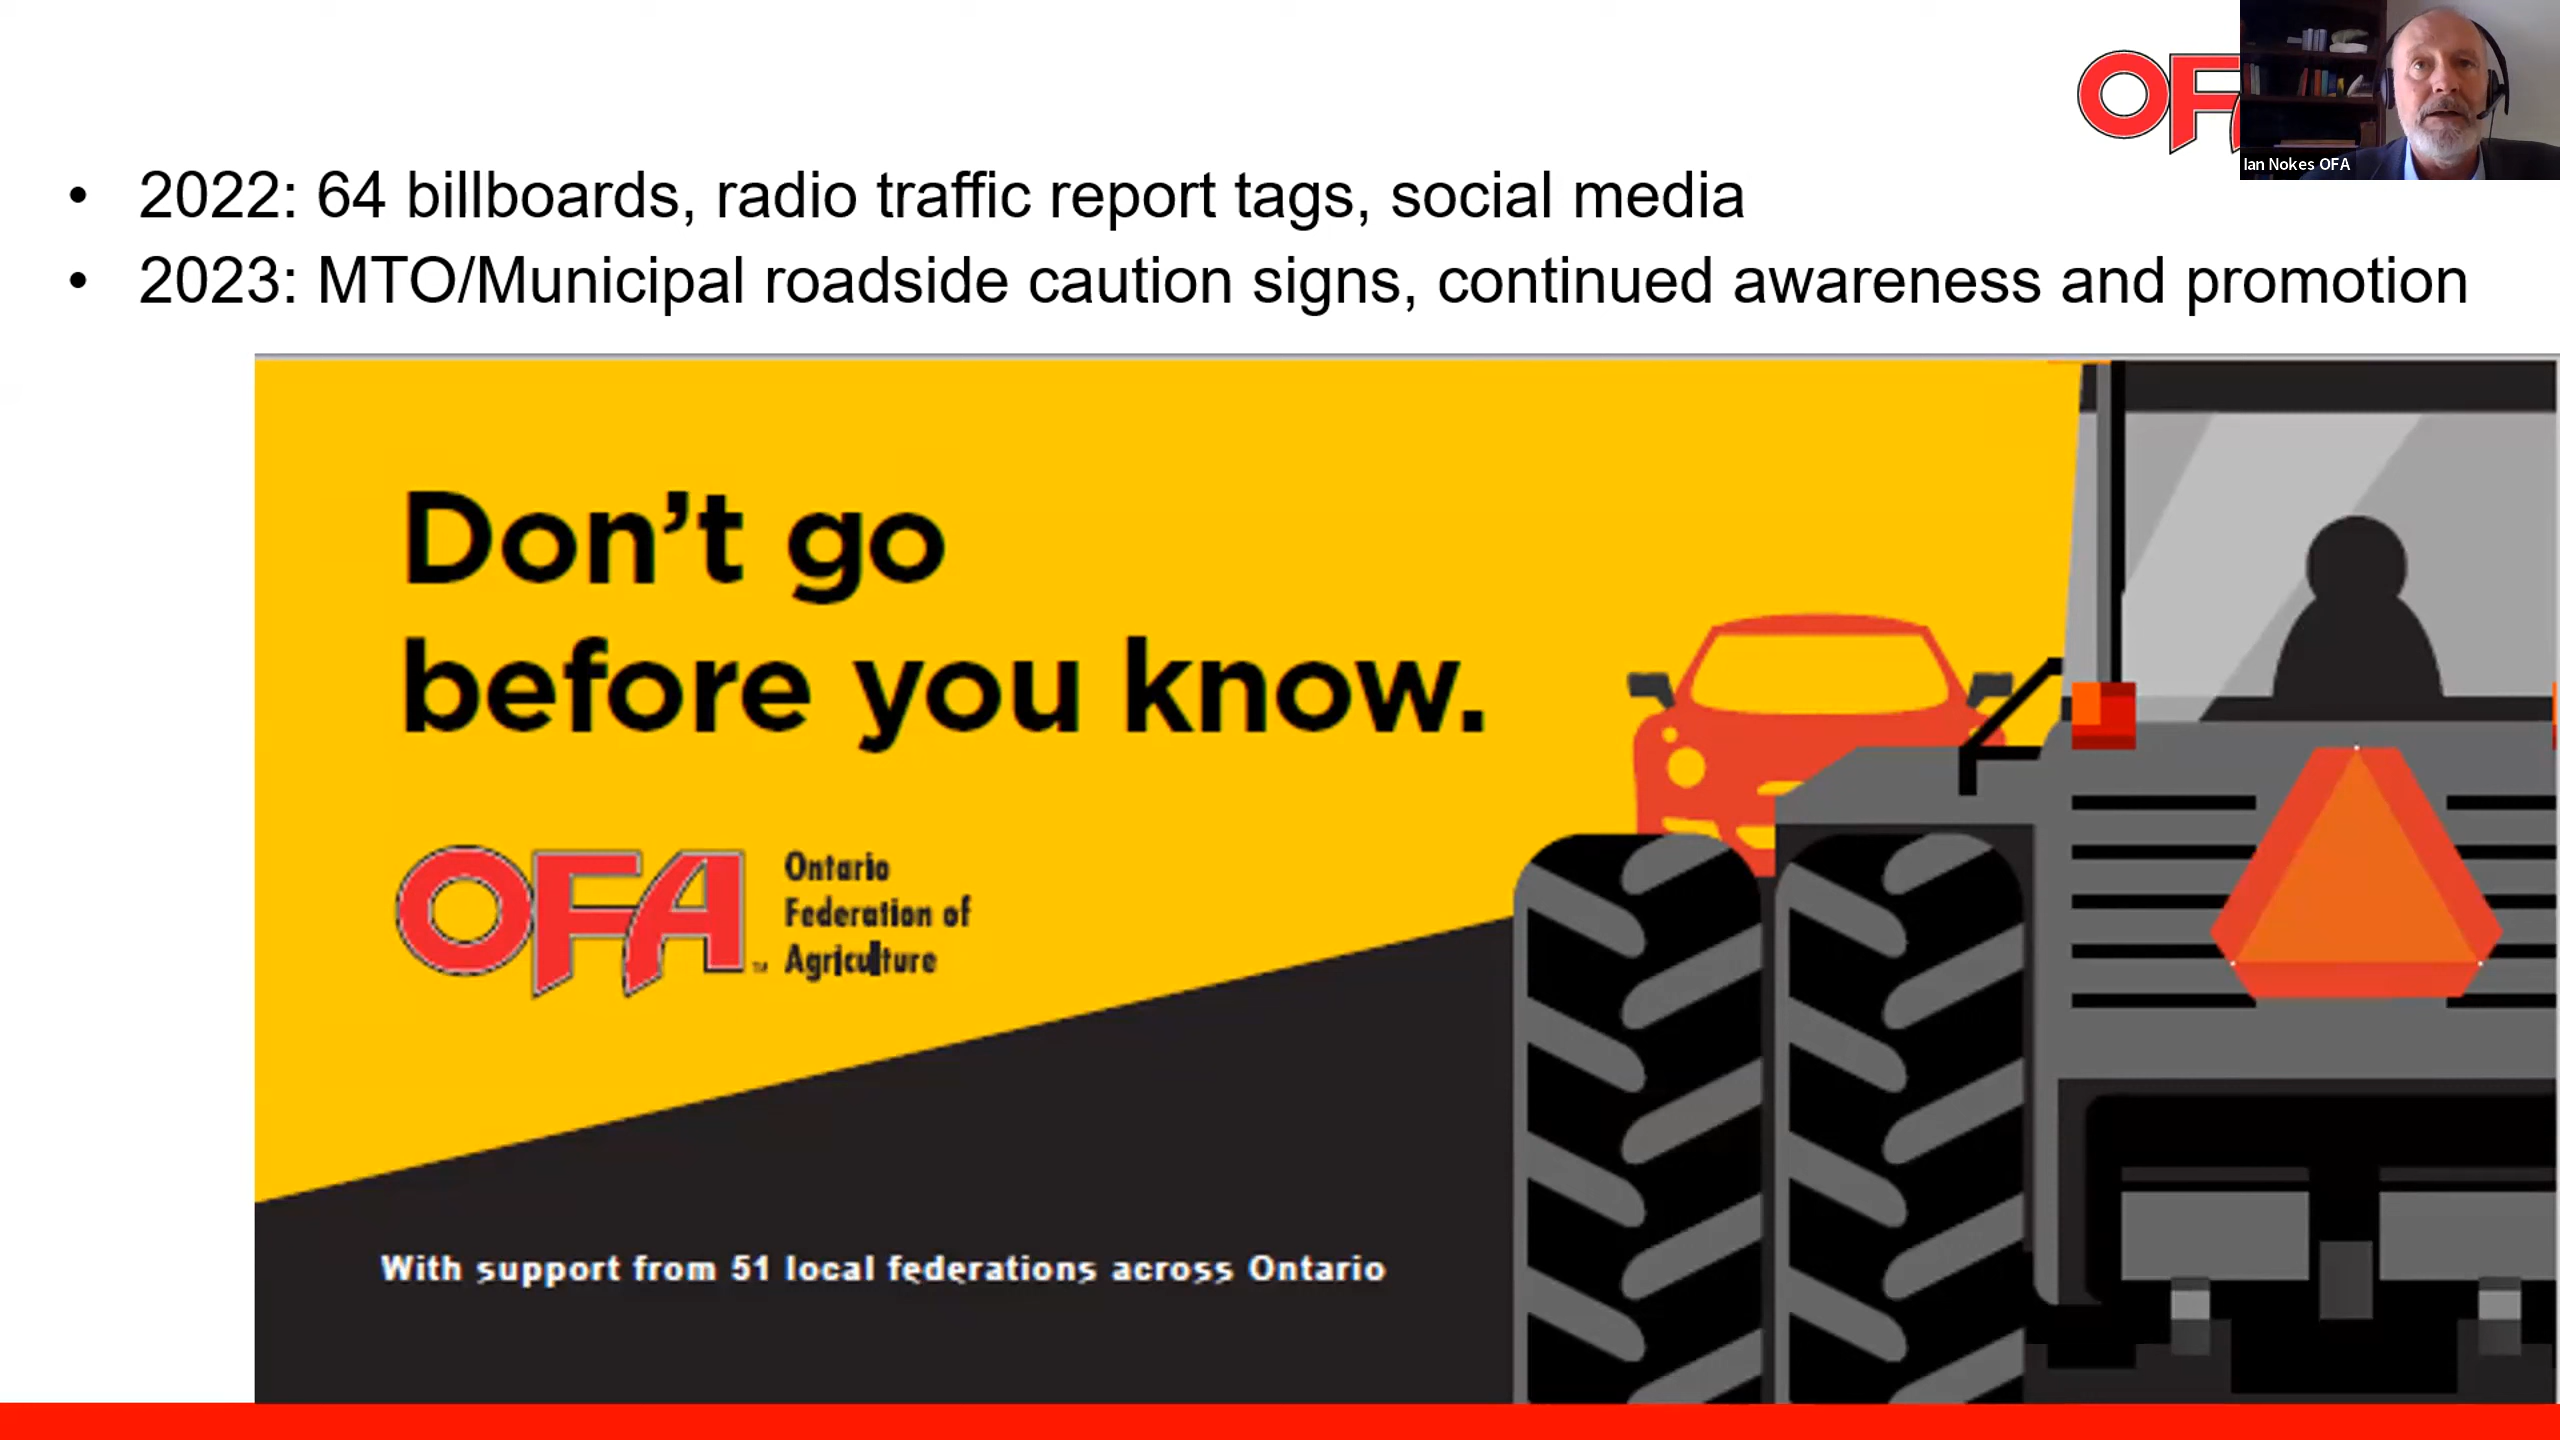 OF
Ian Nokes OFA
• 2022: 64 billboards, radio traffic report tags, social media
• 2023: MTO/Municipal roadside caution signs, continued awareness and promotion
Don’t go
before you know.
OFA™
Ontario
Federation of
Agriculture
With support from 51 local federations across Ontario